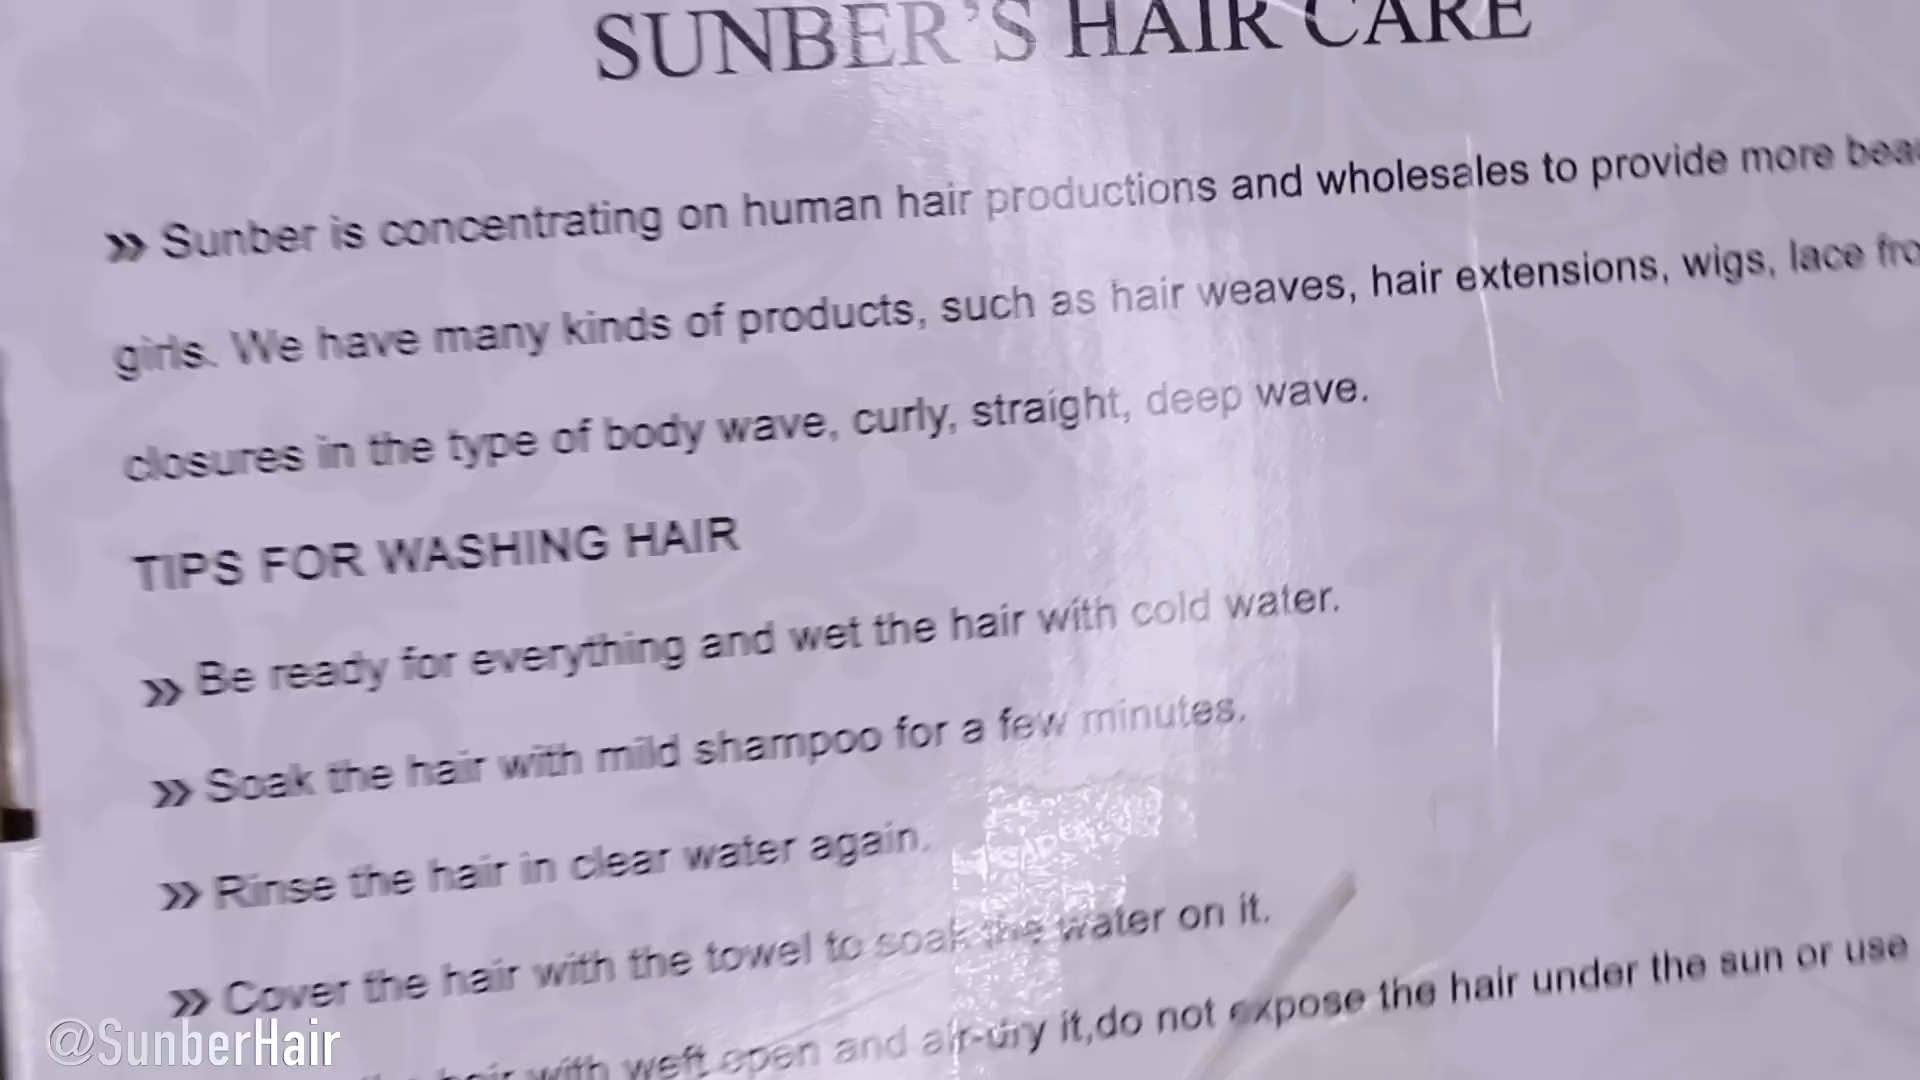 SUNBER'S HAIR CARE
» Sunber is concentrating on human hair productions and wholesales to provide more
girls. We have many kinds of products, such as hair weaves, hair extensions, wigs, lace
closures in the type of body wave, curly, straight, deep wave.
TIPS FOR WASHING HAIR
» Be ready for everything and wet the hair with cold water.
» Soak the hair with mild shampoo for a few minutes.
» Rinse the hair in clear water again.
» Cover the hair with the towel to soak the water on it.
hair with weft open and air-dry it,do not expose the hair under the sun or use
@SunberHair